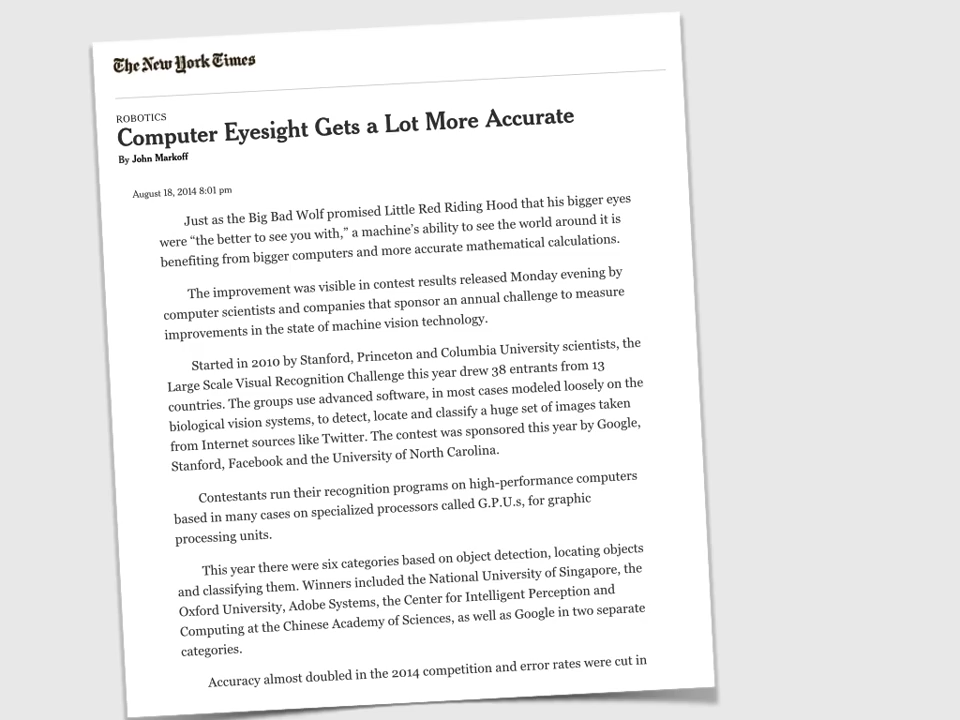 The New York Times
ROBOTICS
Computer Eyesight Gets a Lot More Accurate
By John Markoff
August 18, 2014 8:01 pm
Just as the Big Bad Wolf promised Little Red Riding Hood that his bigger eyes
were “the better to see you with,” a machine’s ability to see the world around it is
benefiting from bigger computers and more accurate mathematical calculations.
The improvement was visible in contest results released Monday evening by
computer scientists and companies that sponsor an annual challenge to measure
improvements in the state of machine vision technology.
Started in 2010 by Stanford, Princeton and Columbia University scientists, the
Large Scale Visual Recognition Challenge this year drew 38 entrants from 13
countries. The groups use advanced software, in most cases modeled loosely on the
biological vision systems, to detect, locate and classify a huge set of images taken
from Internet sources like Twitter. The contest was sponsored this year by Google,
Stanford, Facebook and the University of North Carolina.
Contestants run their recognition programs on high-performance computers
based in many cases on specialized processors called G.P.U.s, for graphic
processing units.
This year there were six categories based on object detection, locating objects
and classifying them. Winners included the National University of Singapore, the
Oxford University, Adobe Systems, the Center for Intelligent Perception and
Computing at the Chinese Academy of Sciences, as well as Google in two separate
categories.
Accuracy almost doubled in the 2014 competition and error rates were cut in